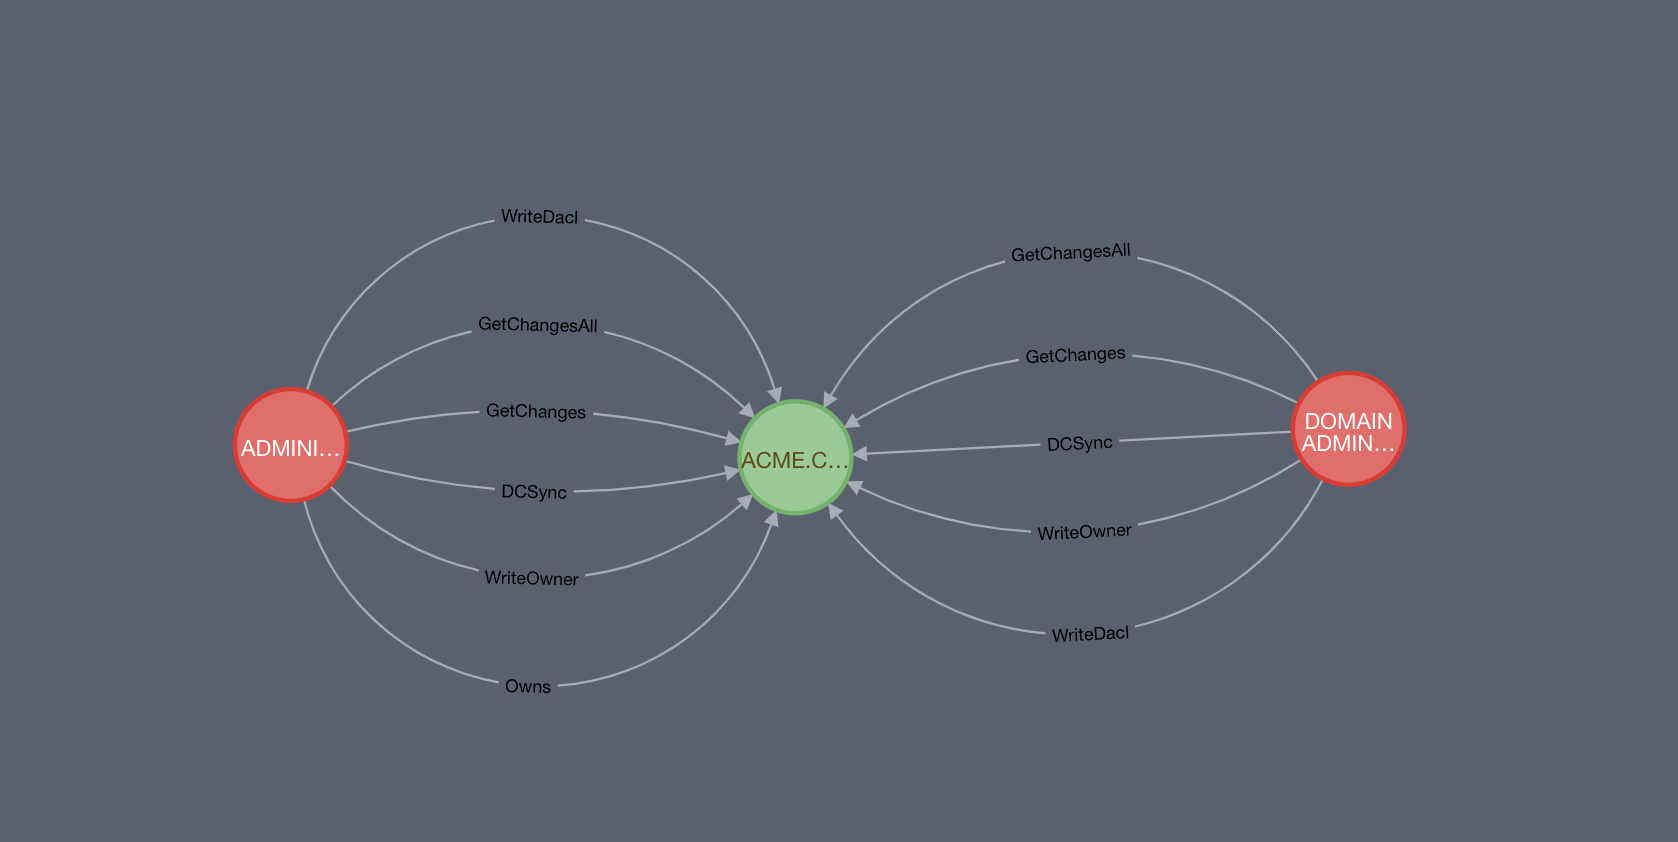 WriteDacl
GetChangesAll
GetChanges
DCSync
WriteOwner
Owns
ADMINI...
ACME.C...
GetChangesAll
GetChanges
DCSync
WriteOwner
WriteDacl
DOMAIN
ADMIN...